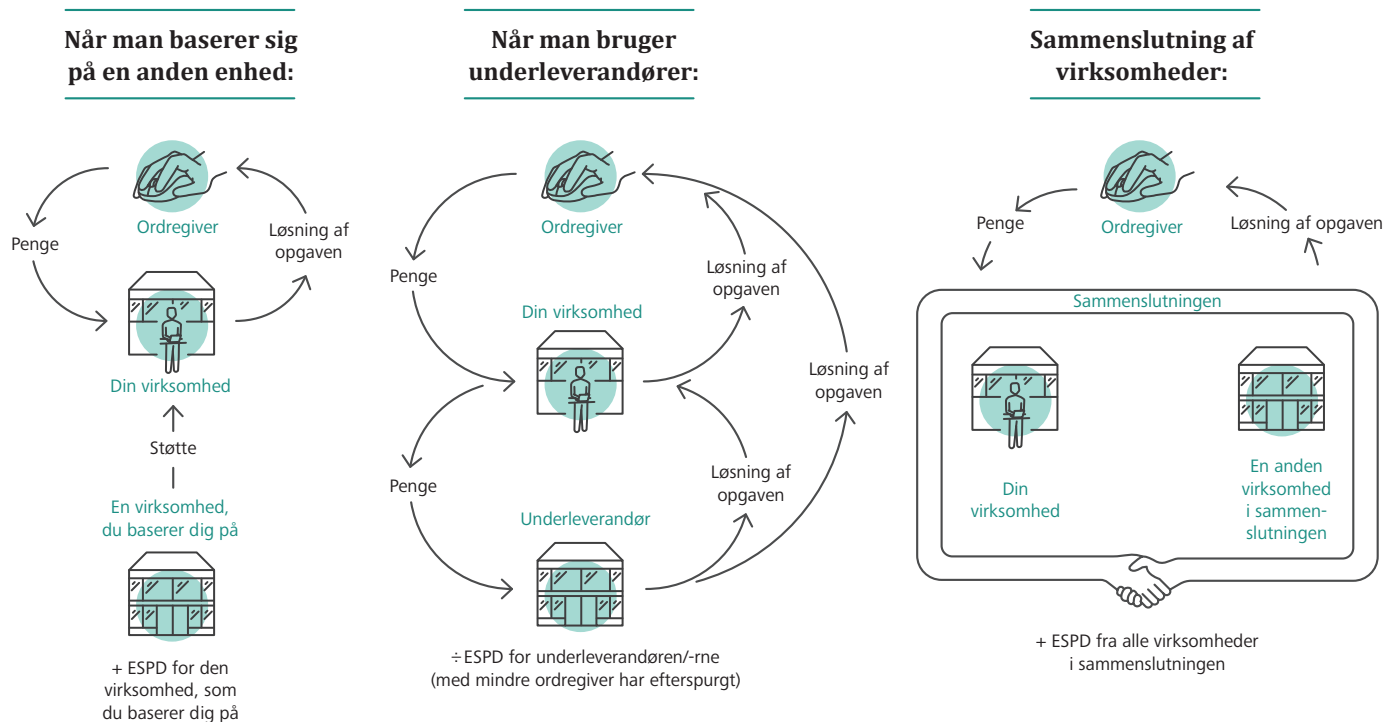 Når man baserer sig
på en anden enhed:
Ordregiver
Penge
Løsning af
opgaven
Din virksomhed
Støtte
En virksomhed,
du baserer dig på
+ ESPD for den
virksomhed, som
du baserer dig på
Når man bruger
underleverandører:
Ordregiver
Penge
Løsning af
opgaven
Din virksomhed
Løsning af
opgaven
Penge
Løsning af
opgaven
Underleverandør
÷ESPD for underleverandøren/-rne
(med mindre ordregiver har efterspurgt)
Sammenslutning af
virksomheder:
Penge
Ordregiver
Løsning af opgaven
Sammenslutningen
Din
virksomhed
En anden
virksomhed
i sammen-
slutningen
+ ESPD fra alle virksomheder
i sammenslutningen